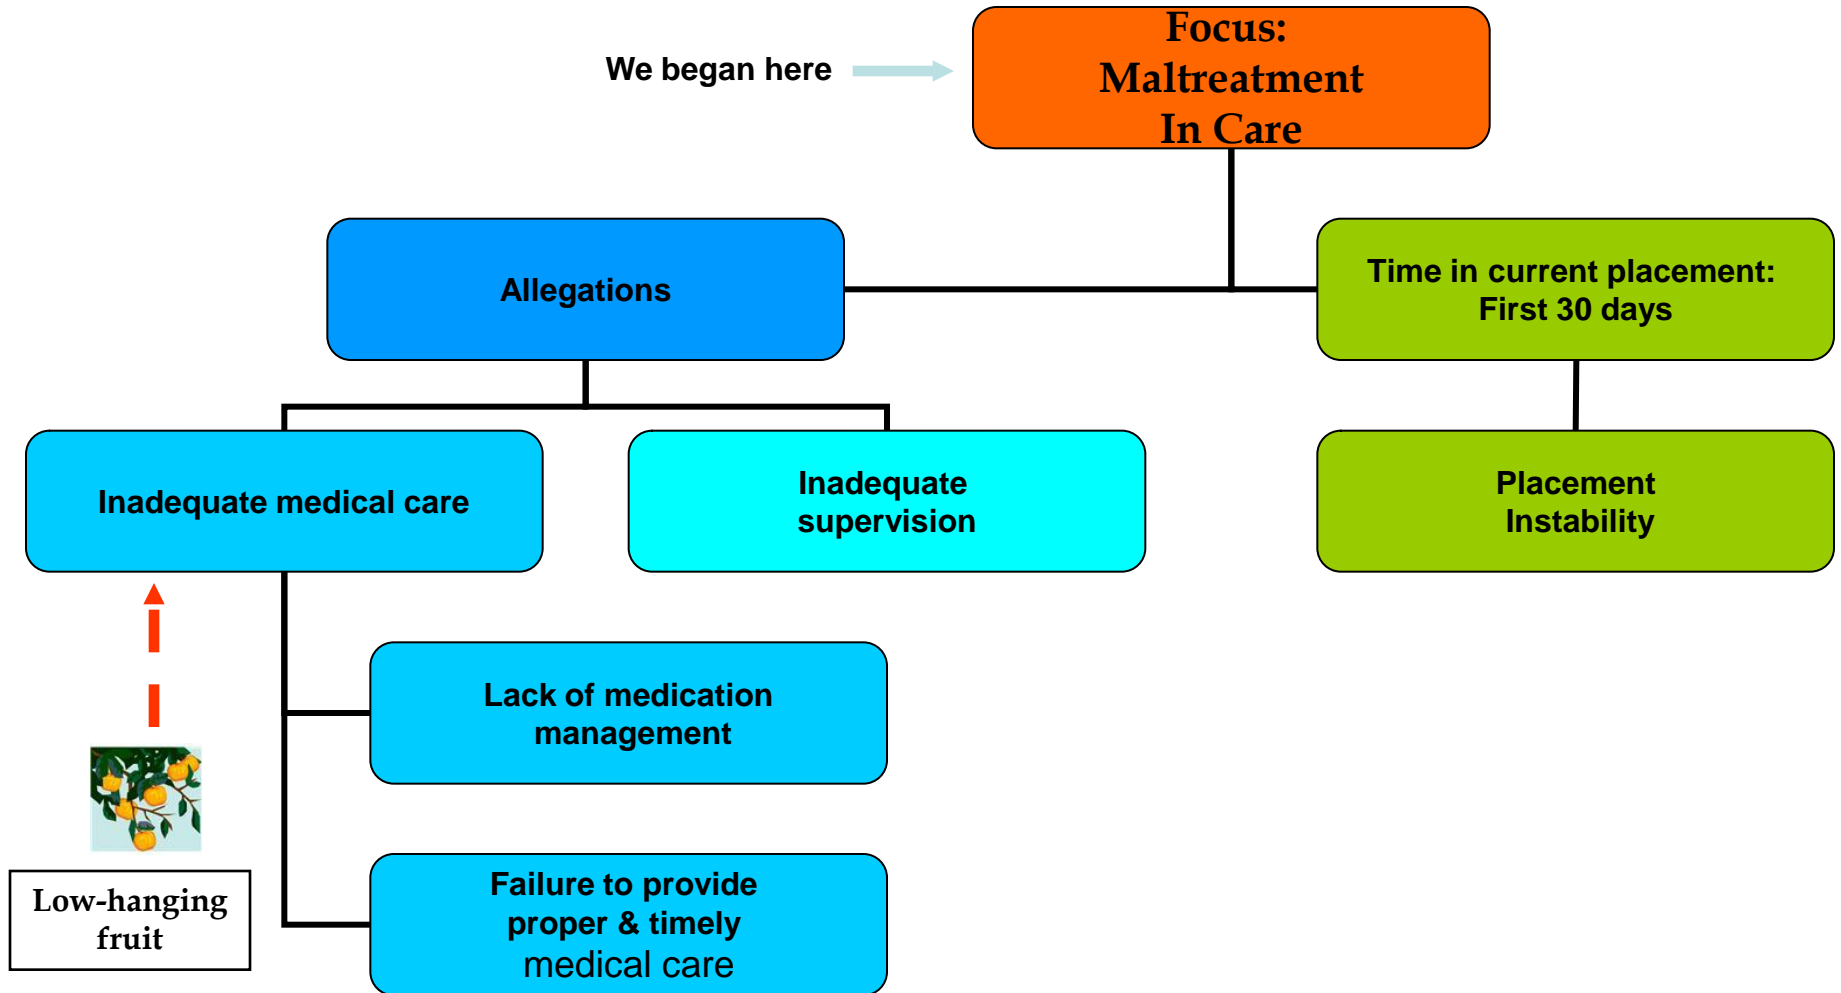 Focus:
Maltreatment
In Care
We began here
Allegations
Time in current placement:
First 30 days
Inadequate medical care
Inadequate
supervision
Placement
Instability
Lack of medication
management
Low-hanging
fruit
Failure to provide
proper & timely
medical care